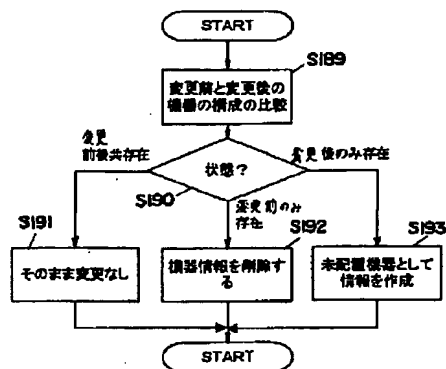 START
S189
変更前と変更後の
機器の構成の比較
変更
前後共存在
状態?
変更後のみ存在
S190
変更前のみ
存在
S191
S192
S193
そのまま変更なし
機器情報を削除す
る
未配置機器として
情報を作成
START